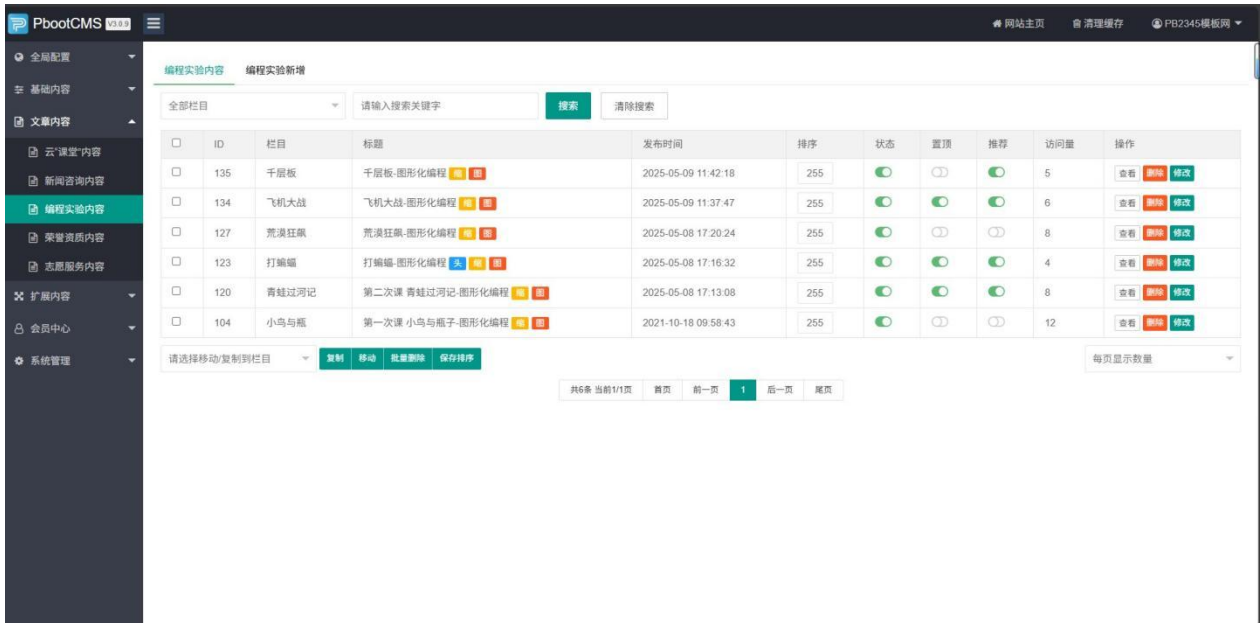 PbootCMS V3.0.9 网站主页 清理缓存 PB2345模板网
全局配置
基础内容
文章内容
云"课堂"内容
新闻咨询内容
编程实验内容
荣誉资质内容
志愿服务内容
扩展内容
会员中心
系统管理
编程实验内容 编程实验新增
全部栏目 请输入搜索关键字 搜索 清除搜索
ID 栏目 标题 发布时间 排序 状态 置顶 推荐 访问量 操作
135 千层板 千层板-图形化编程 缩 图 2025-05-09 11:42:18 255 5 查看 删除 修改
134 飞机大战 飞机大战-图形化编程 缩 图 2025-05-09 11:37:47 255 6 查看 删除 修改
127 荒漠狂飙 荒漠狂飙-图形化编程 缩 图 2025-05-08 17:20:24 255 8 查看 删除 修改
123 打蝙蝠 打蝙蝠-图形化编程 头 缩 图 2025-05-08 17:16:32 255 4 查看 删除 修改
120 青蛙过河记 第二次课 青蛙过河记-图形化编程 缩 图 2025-05-08 17:13:08 255 8 查看 删除 修改
104 小鸟与瓶 第一次课 小鸟与瓶子-图形化编程 缩 图 2021-10-18 09:58:43 255 12 查看 删除 修改
请选择移动/复制到栏目 复制 移动 批量删除 保存排序 每页显示数量
共6条 当前1/1页 首页 前一页 1 后一页 尾页